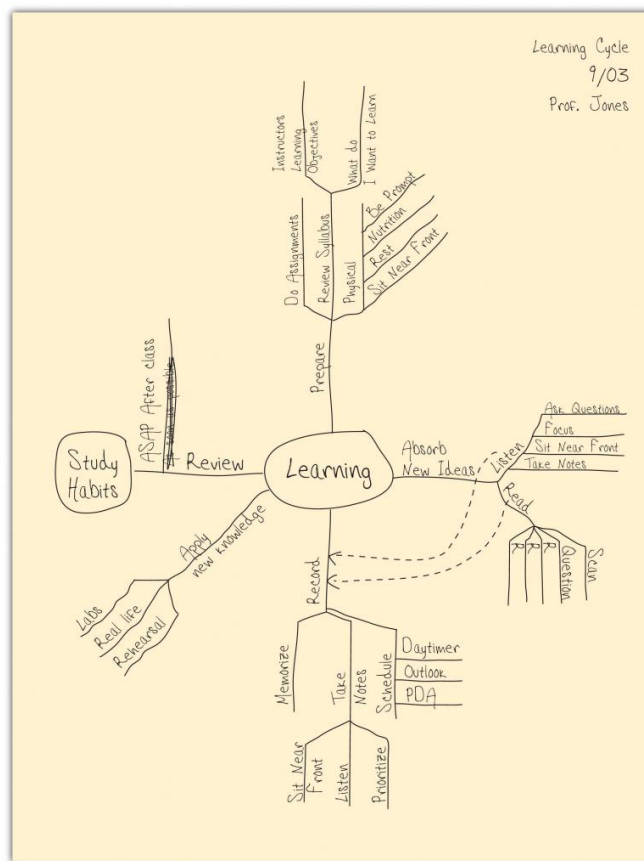 Learning Cycle
9/03
Prof. Jones
Instructors
Learning
Objectives
What do
I Want to Learn
Do Assignments
Review Syllabus
Physical
Be Prompt
Nutrition
Rest
Sit Near Front
Prepare
ASAP After class
Study
Habits
Review
Learning
Absorb
New Ideas
Listen
Ask Questions
Focus
Sit Near Front
Take Notes
Read
Scan
Question
R
R
R
Apply
new knowledge
Labs
Real life
Rehearsal
Record
Memorize
Take
Notes
Schedule
Daytimer
Outlook
PDA
Sit Near
Front
Listen
Prioritize